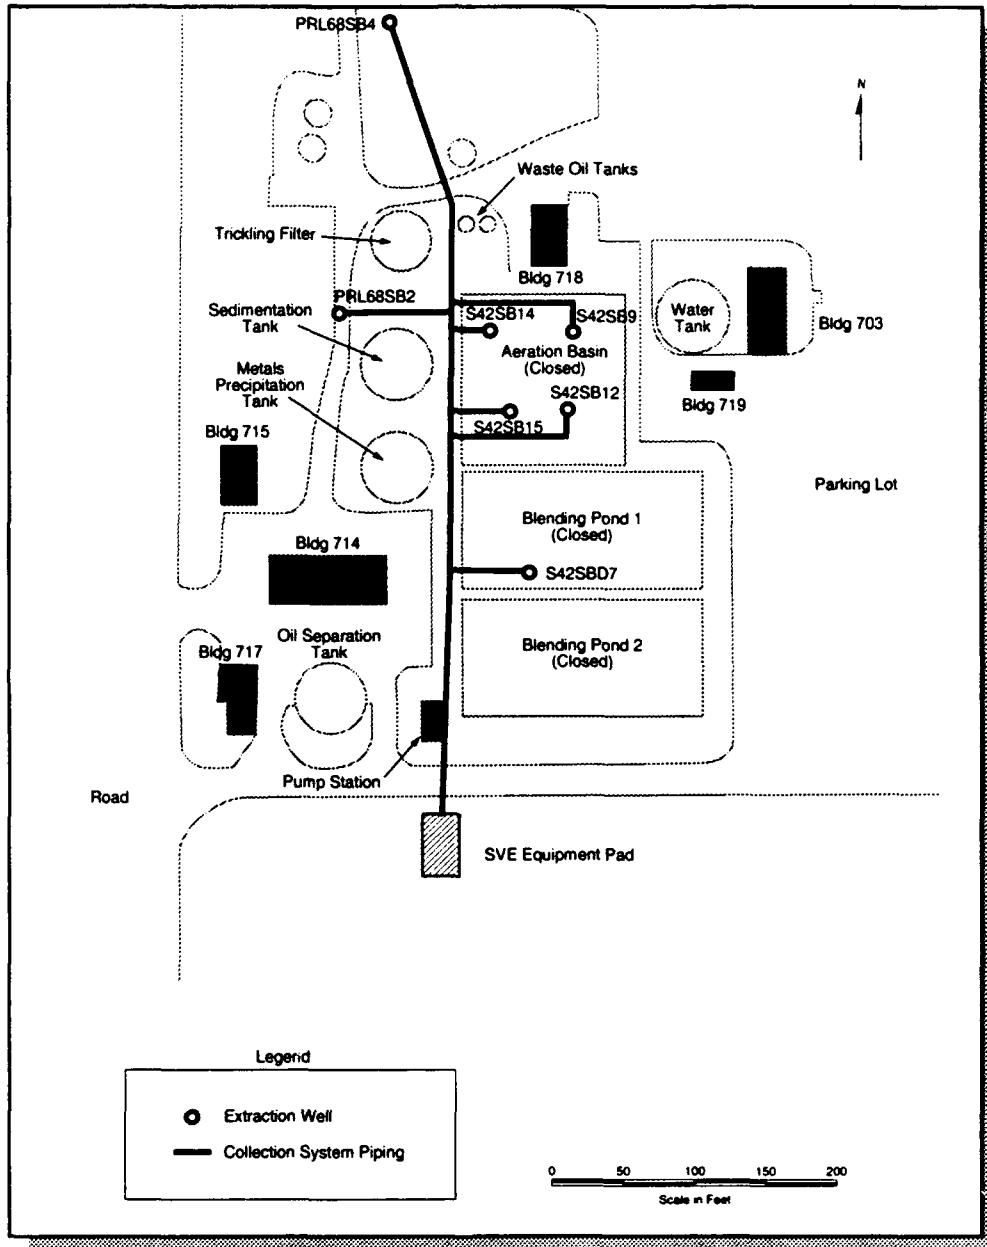 PRL68SB4
N
Waste Oil Tanks
Trickling Filter
Bldg 718
PRL68SB2
Sedimentation
Tank
S42SB14
S42SB9
Water
Tank
Bldg 703
Aeration Basin
(Closed)
Metals
Precipitation
Tank
S42SB12
Bldg 719
S42SB15
Bldg 715
Parking Lot
Blending Pond 1
(Closed)
Bldg 714
S42SBD7
Oil Separation
Tank
Bldg 717
Blending Pond 2
(Closed)
Pump Station
Road
SVE Equipment Pad
Legend
Extraction Well
Collection System Piping
0 50 100 150 200
Scale in Feet